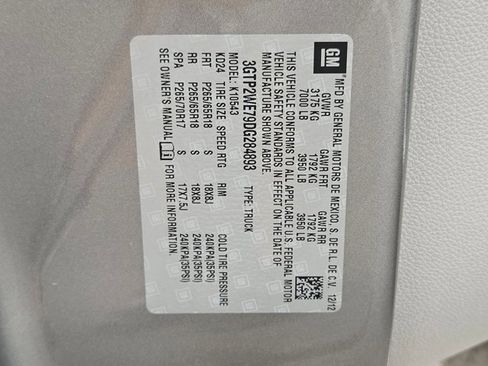 GM
MFD BY GENERAL MOTORS DE MEXICO, S. DE R.L. DE C.V. 12/12
GVWR GAWR FRT GAWR RR
3175 KG 1792 KG 1792 KG
7000 LB 3950 LB 3950 LB
THIS VEHICLE CONFORMS TO ALL APPLICABLE U.S. FEDERAL MOTOR
VEHICLE SAFETY STANDARDS IN EFFECT ON THE DATE OF
MANUFACTURE SHOWN ABOVE.
3GTP2WE79DG284893 TYPE: TRUCK
MODEL: K10543
KD24 TIRE SIZE SPEED RTG RIM COLD TIRE PRESSURE
FRT P265/65R18 S 18X8J 240KPA(35PSI)
RR P265/65R18 S 18X8J 240KPA(35PSI)
SPA P265/70R17 S 17X7.5J 240KPA(35PSI)
SEE OWNER'S MANUAL